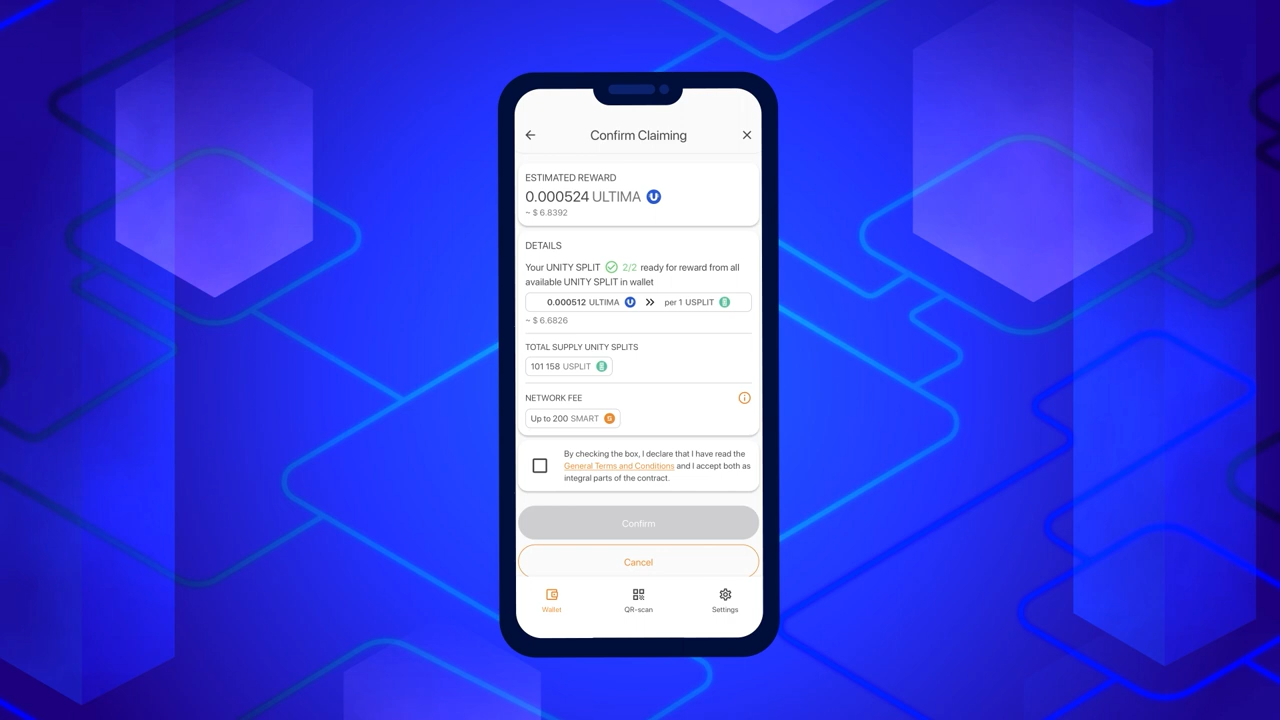 Confirm Claiming
ESTIMATED REWARD
0.000524 ULTIMA
~ $ 6.8392
DETAILS
Your UNITY SPLIT 2/2 ready for reward from all
available UNITY SPLIT in wallet
0.000512 ULTIMA per 1 USPLIT
~ $ 6.6826
TOTAL SUPPLY UNITY SPLITS
101 158 USPLIT
NETWORK FEE
Up to 200 SMART
By checking the box, I declare that I have read the
General Terms and Conditions and I accept both as
integral parts of the contract.
Confirm
Cancel
Wallet QR-scan Settings